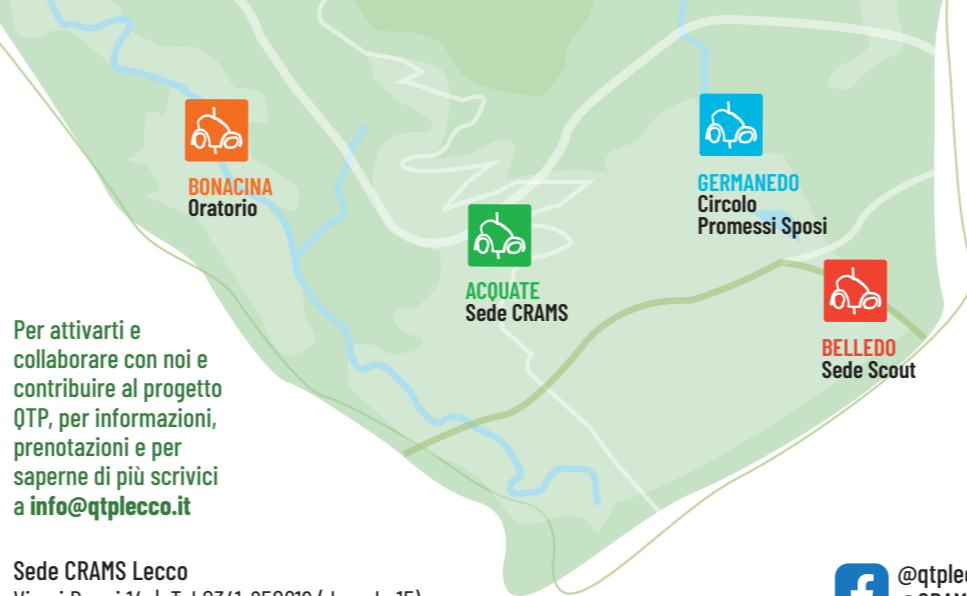 BONACINA
Oratorio
GERMANEDO
Circolo
Promessi Sposi
ACQUATE
Sede CRAMS
BELLEDO
Sede Scout
Per attivarti e
collaborare con noi e
contribuire al progetto
QTP, per informazioni,
prenotazioni e per
saperne di più scrivici
a info@qtplecco.it
Sede CRAMS Lecco
Tel